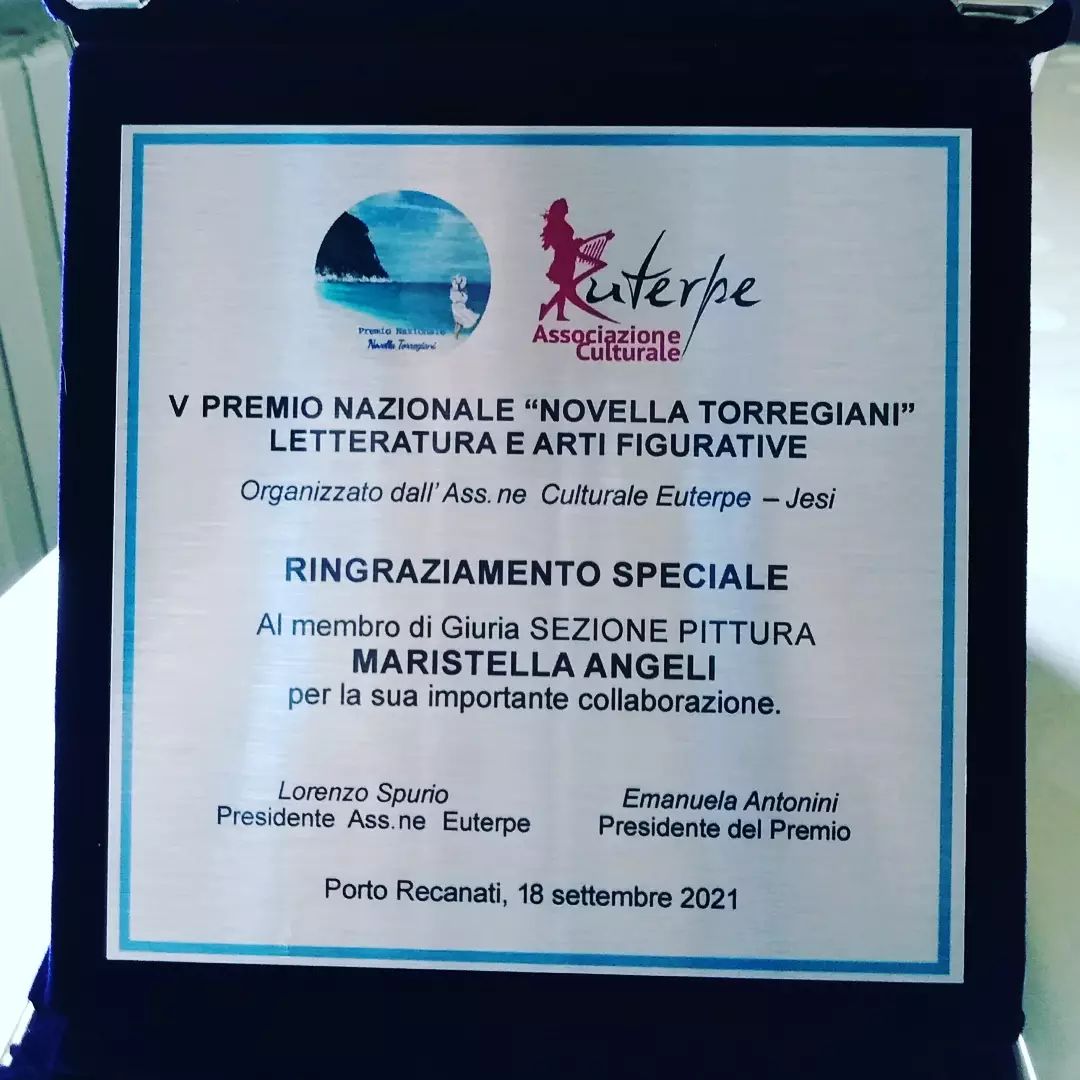 Premio Nazionale
Novella Torregiani
Euterpe
Associazione
Culturale
V PREMIO NAZIONALE “NOVELLA TORREGIANI”
LETTERATURA E ARTI FIGURATIVE
Organizzato dall’Ass.ne Culturale Euterpe – Jesi
RINGRAZIAMENTO SPECIALE
Al membro di Giuria SEZIONE PITTURA
MARISTELLA ANGELI
per la sua importante collaborazione.
Lorenzo Spurio
Presidente Ass.ne Euterpe
Emanuela Antonini
Presidente del Premio
Porto Recanati, 18 settembre 2021